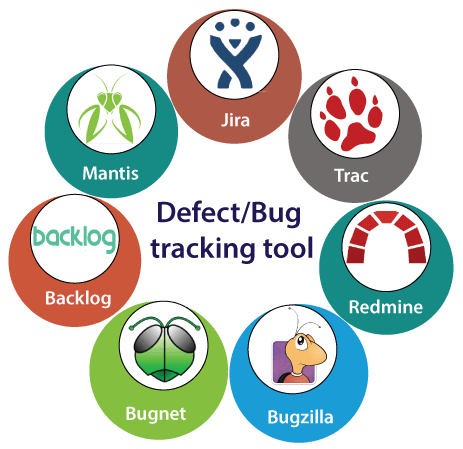 Jira
Mantis
Trac
Defect/Bug
tracking tool
backlog
Backlog
Redmine
Bugnet
Bugzilla